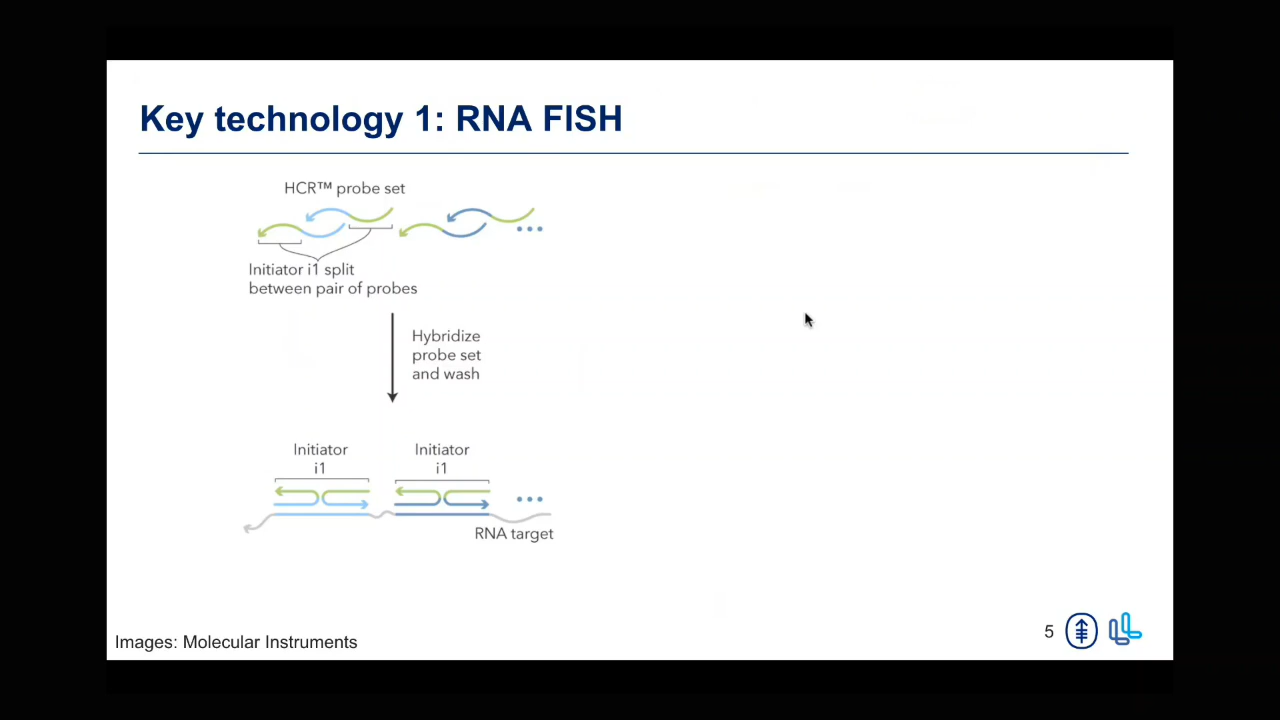 Key technology 1: RNA FISH
HCR™ probe set
Initiator i1 split
between pair of probes
Hybridize
probe set
and wash
Initiator
i1
Initiator
i1
RNA target
Images: Molecular Instruments
5